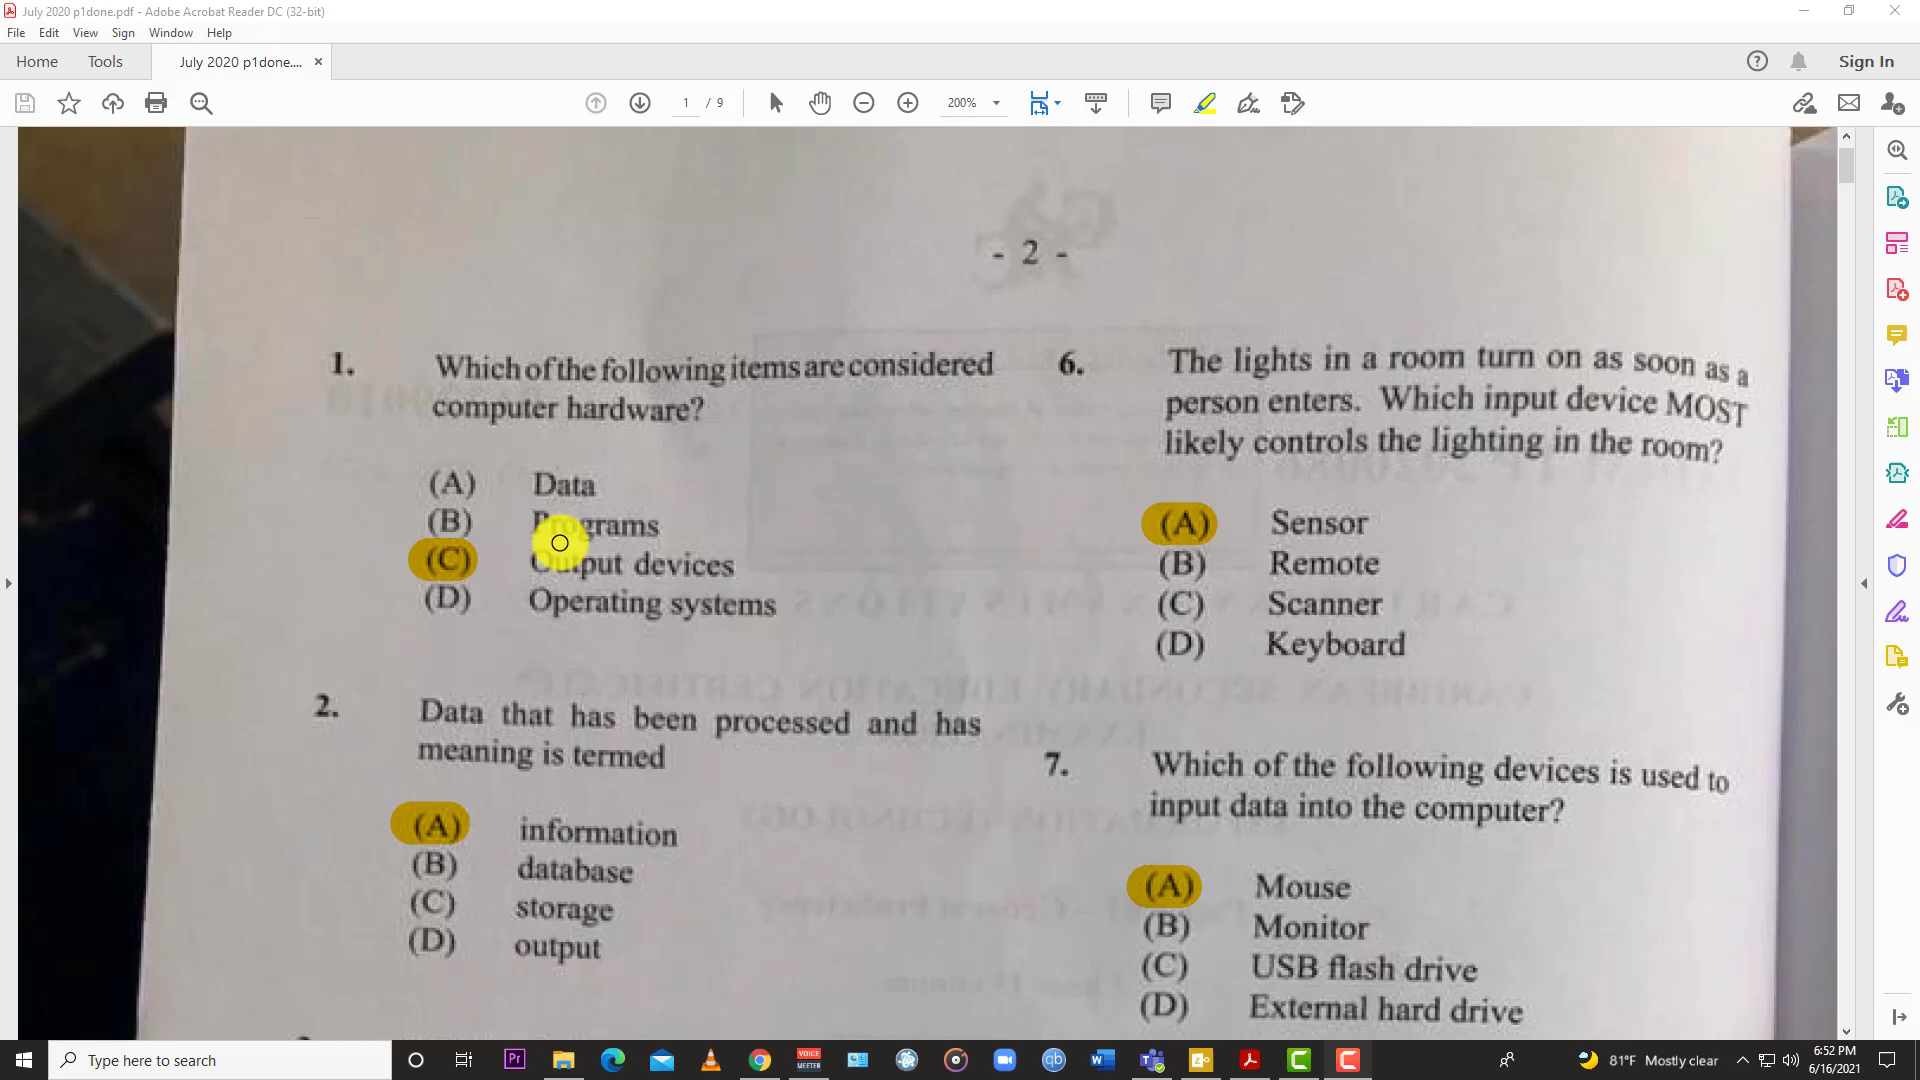 July 2020 p1done.pdf - Adobe Acrobat Reader DC (32-bit)
File Edit View Sign Window Help
Home Tools July 2020 p1done.... × Sign In
1 / 9 200%
- 2 -
1. Which of the following items are considered
computer hardware?
(A) Data
(B) Programs
(C) Output devices
(D) Operating systems
2. Data that has been processed and has
meaning is termed
(A) information
(B) database
(C) storage
(D) output
6. The lights in a room turn on as soon as a
person enters. Which input device MOST
likely controls the lighting in the room?
(A) Sensor
(B) Remote
(C) Scanner
(D) Keyboard
7. Which of the following devices is used to
input data into the computer?
(A) Mouse
(B) Monitor
(C) USB flash drive
(D) External hard drive
Type here to search
Pr
VOICE
MEETER
qb
81°F Mostly clear
6:52 PM
6/16/2021